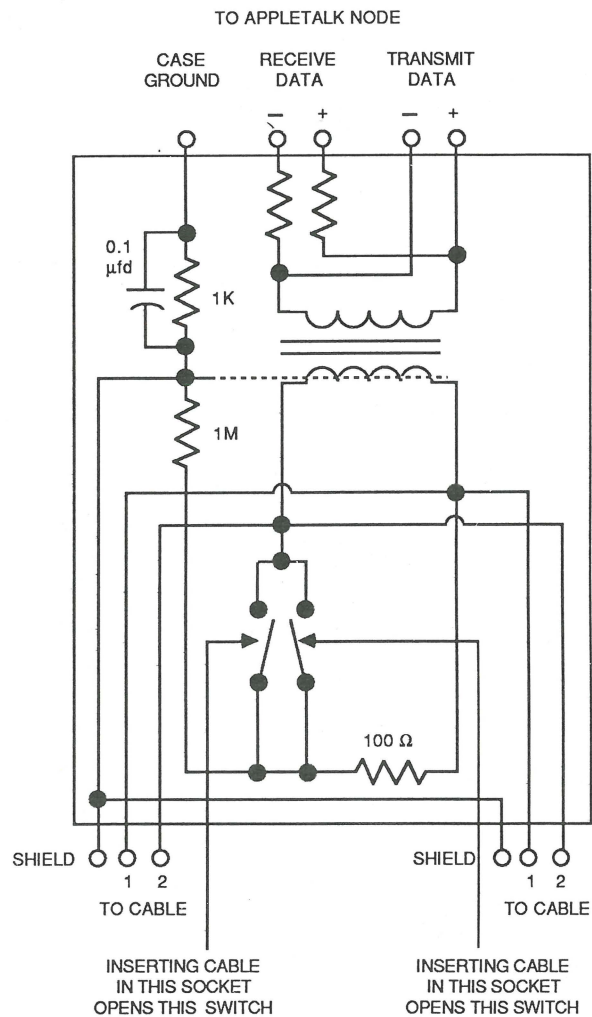 TO APPLETALK NODE
CASE
GROUND
RECEIVE
DATA
TRANSMIT
DATA
– + – +
0.1
µfd
1K
1M
100 Ω
SHIELD
1 2
TO CABLE
SHIELD
1 2
TO CABLE
INSERTING CABLE
IN THIS SOCKET
OPENS THIS SWITCH
INSERTING CABLE
IN THIS SOCKET
OPENS THIS SWITCH